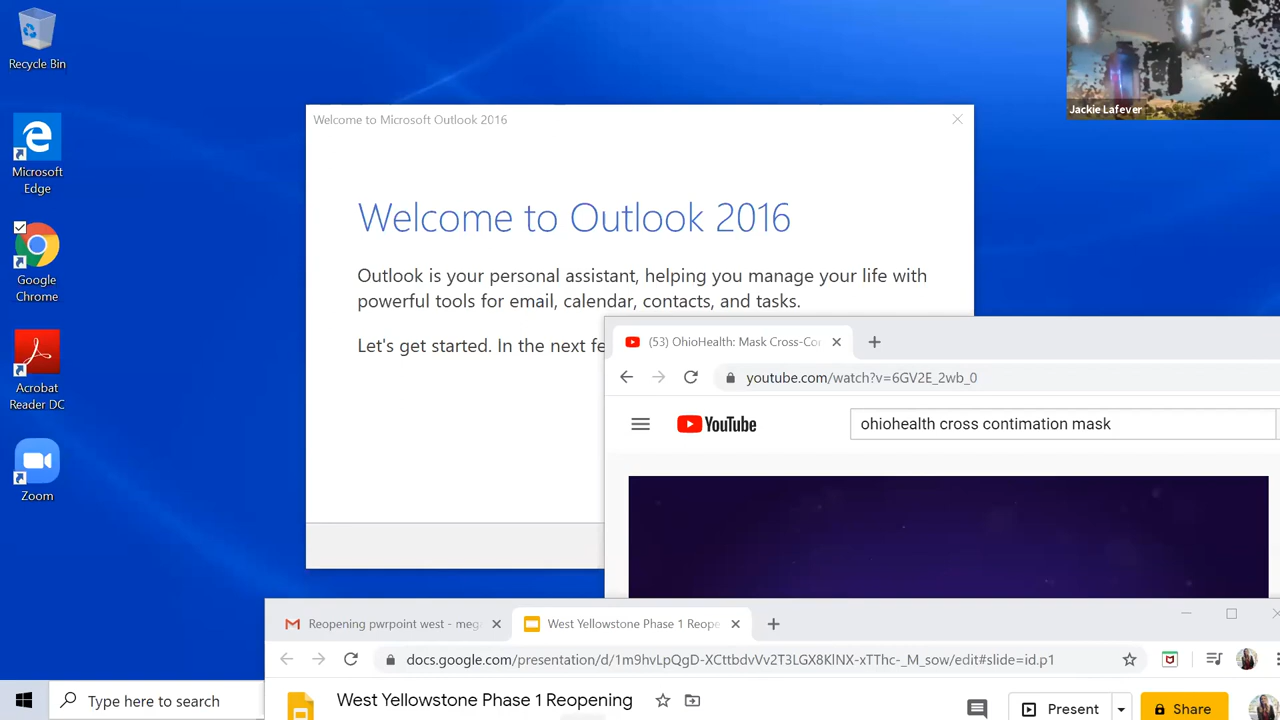 Recycle Bin
Microsoft
Edge
Google
Chrome
Acrobat
Reader DC
Zoom
Jackie Lafever
Welcome to Microsoft Outlook 2016
Welcome to Outlook 2016
Outlook is your personal assistant, helping you manage your life with
powerful tools for email, calendar, contacts, and tasks.
Let's get started. In the next fe
(53) OhioHealth: Mask Cross-Co
youtube.com/watch?v=6GV2E_2wb_0
YouTube
ohiohealth cross contimation mask
Reopening pwrpoint west - meg
West Yellowstone Phase 1 Reope
docs.google.com/presentation/d/1m9hvLpQgD-XCttbdvVv2T3LGX8KlNX-xTThc-_M_sow/edit#slide=id.p1
West Yellowstone Phase 1 Reopening
Present
Share
Type here to search